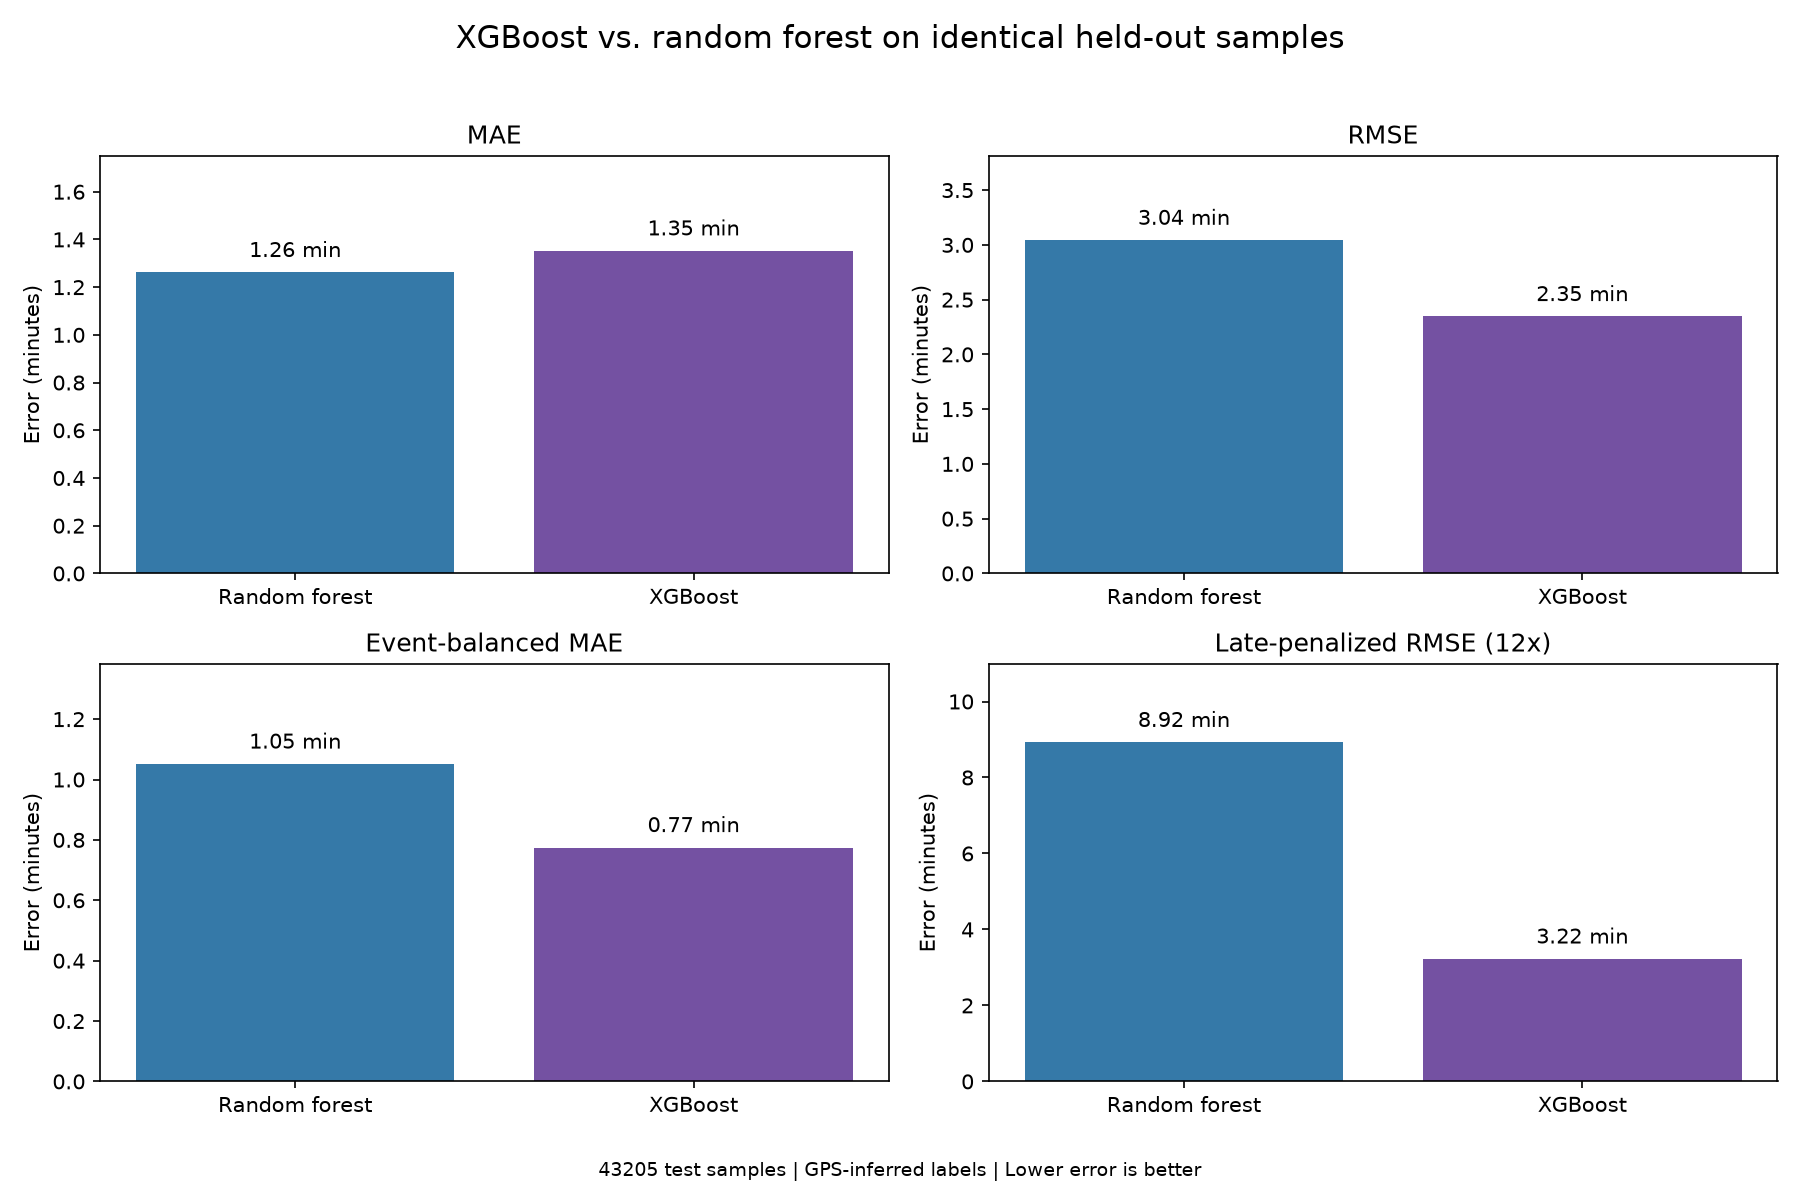 XGBoost vs. random forest on identical held-out samples
MAE
Error (minutes)
1.6
1.4
1.2
1.0
0.8
0.6
0.4
0.2
0.0
1.26 min
1.35 min
Random forest
XGBoost
RMSE
Error (minutes)
3.5
3.0
2.5
2.0
1.5
1.0
0.5
0.0
3.04 min
2.35 min
Random forest
XGBoost
Event-balanced MAE
Error (minutes)
1.2
1.0
0.8
0.6
0.4
0.2
0.0
1.05 min
0.77 min
Random forest
XGBoost
Late-penalized RMSE (12x)
Error (minutes)
10
8
6
4
2
0
8.92 min
3.22 min
Random forest
XGBoost
43205 test samples | GPS-inferred labels | Lower error is better